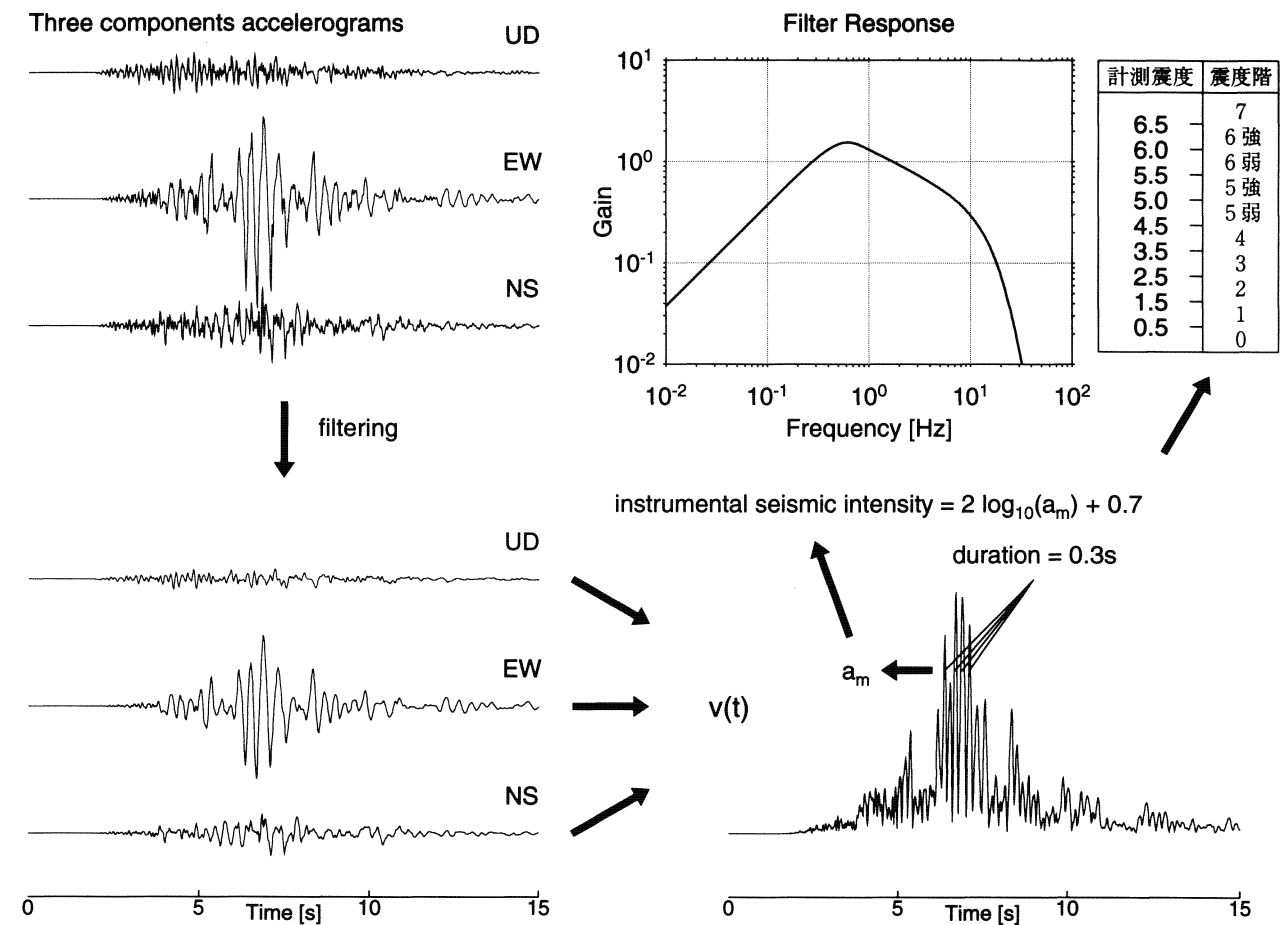 Three components accelerograms
UD
EW
NS
filtering
UD
EW
NS
0 5 10 15
Time [s]
Filter Response
10¹
10⁰
10⁻¹
10⁻²
Gain
10⁻² 10⁻¹ 10⁰ 10¹ 10²
Frequency [Hz]
計測震度 震度階
7
6.5
6強
6.0
6弱
5.5
5強
5.0
5弱
4.5
4
3.5
3
2.5
2
1.5
1
0.5
0
instrumental seismic intensity = 2 log₁₀(aₘ) + 0.7
duration = 0.3s
aₘ
v(t)
0 5 10 15
Time [s]